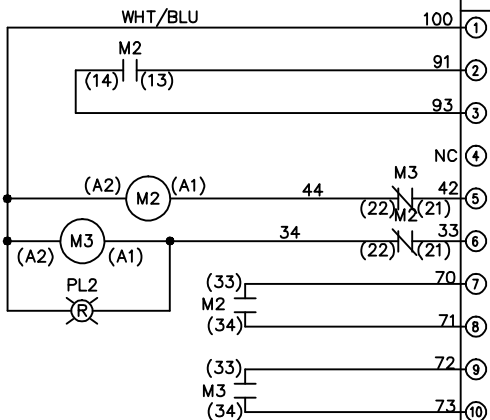 WHT/BLU 100 1
M2
91 2
(14) (13)
93 3
NC 4
M3
(A2) M2 (A1) 44 42 5
(22) (21)
M2
M3 34 33 6
(A2) (A1) (22) (21)
PL2
R
(33) 70 7
M2
(34) 71 8
(33) 72 9
M3
(34) 73 10